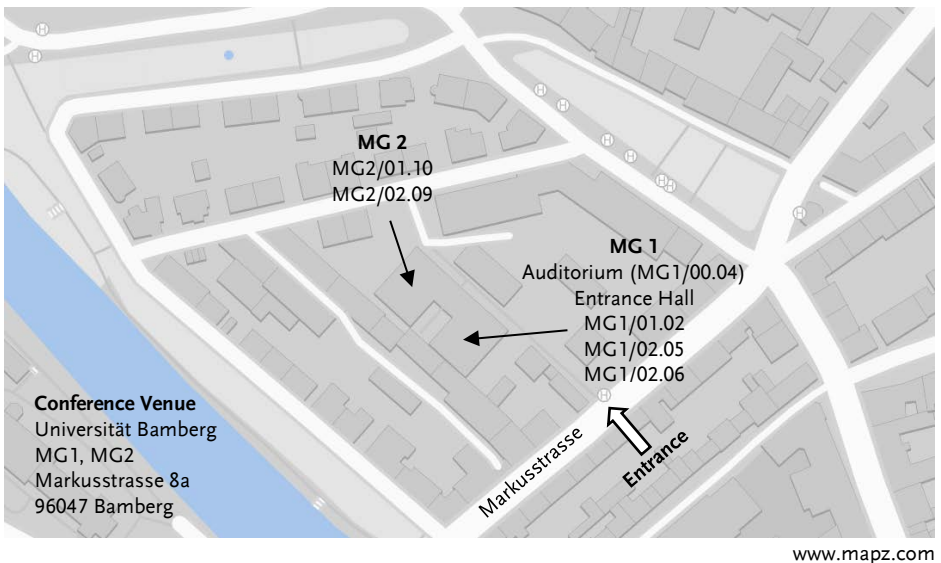 MG 2
MG2/01.10
MG2/02.09
MG 1
Auditorium (MG1/00.04)
Entrance Hall
MG1/01.02
MG1/02.05
MG1/02.06
Conference Venue
Universität Bamberg
MG1, MG2
Markusstrasse 8a
96047 Bamberg
Markusstrasse
Entrance
H
H
H
H
H
H
H
H
H
H
www.mapz.com